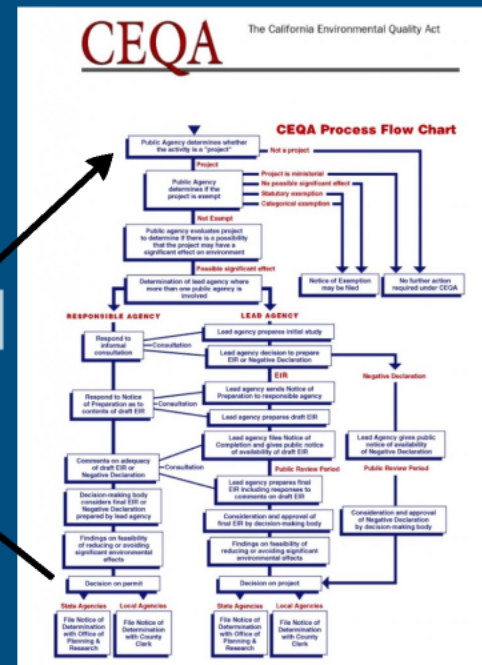 CEQA
The California Environmental Quality Act
CEQA Process Flow Chart
Public Agency determines whether
the activity is a "project"
Not a project
Project
Public Agency
determines if the
project is exempt
Project is ministerial
No possible significant effect
Statutory exemption
Categorical exemption
Not Exempt
Public agency evaluates project
to determine if there is a possibility
that the project may have a
significant effect on environment
Possible significant effect
Notice of Exemption
may be filed
No further action
required under CEQA
Determination of lead agency where
more than one public agency is
involved
RESPONSIBLE AGENCY
LEAD AGENCY
Respond to
informal
consultation
Consultation
Lead agency prepares initial study
Lead agency decision to prepare
EIR or Negative Declaration
EIR
Negative Declaration
Respond to Notice
of Preparation as to
contents of draft EIR
Consultation
Lead agency sends Notice of
Preparation to responsible agency
Lead agency prepares draft EIR
Lead agency files Notice of
Completion and gives public notice
of availability of draft EIR
Lead Agency gives public
notice of availability
of Negative Declaration
Comments on adequacy
of draft EIR or
Negative Declaration
Consultation
Public Review Period
Public Review Period
Lead agency prepares final
EIR including responses to
comments on draft EIR
Decision-making body
considers final EIR or
Negative Declaration
prepared by lead agency
Consideration and approval of
final EIR by decision-making body
Consideration and approval
of Negative Declaration
by decision-making body
Findings on feasibility
of reducing or avoiding
significant environmental
effects
Findings on feasibility of
reducing or avoiding significant
environmental effects
Decision on permit
Decision on project
State Agencies
Local Agencies
State Agencies
Local Agencies
File Notice of
Determination
with Office of
Planning &
Research
File Notice of
Determination
with County
Clerk
File Notice of
Determination
with Office of
Planning &
Research
File Notice of
Determination
with County
Clerk